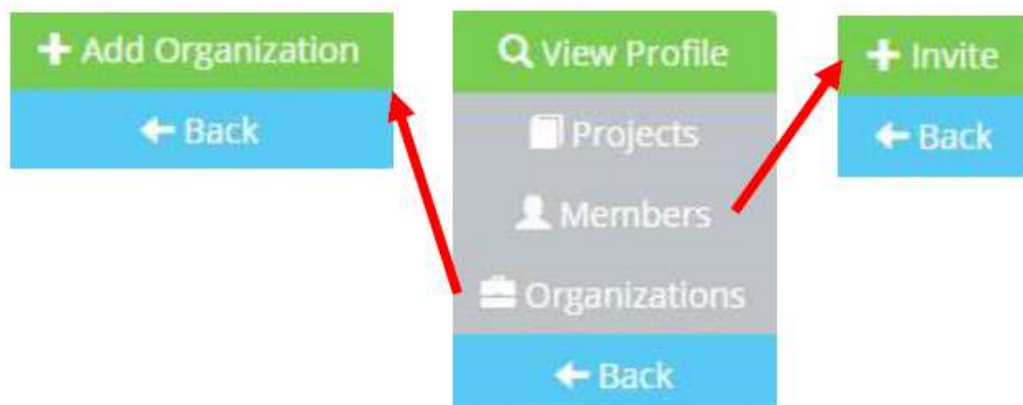 Add Organization
Back
View Profile
Projects
Members
Organizations
Back
Invite
Back